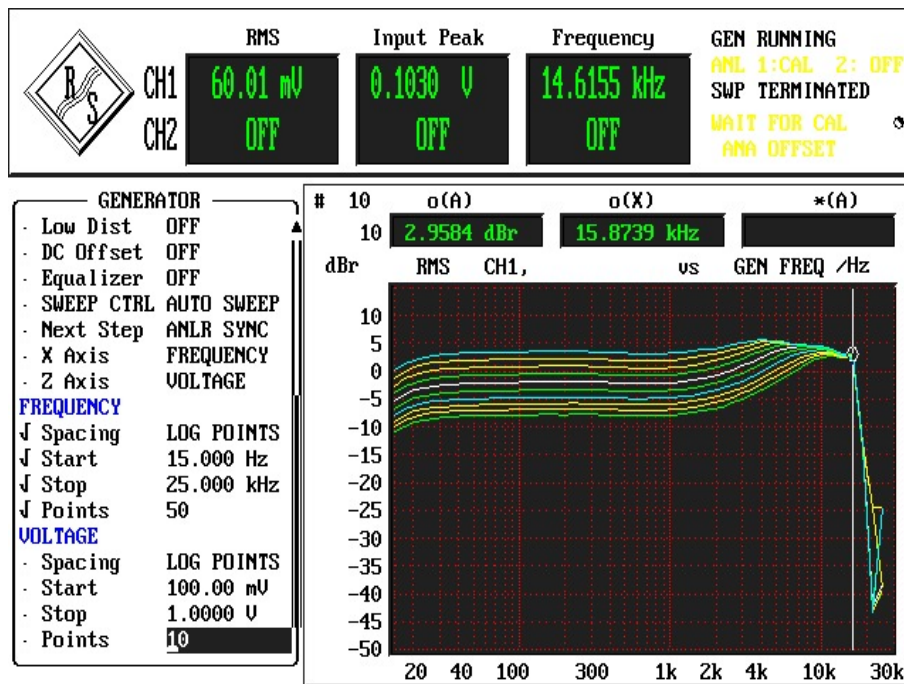 RMS Input Peak Frequency
R S
CH1 60.01 mV 0.1030 V 14.6155 kHz
CH2 OFF OFF OFF
GEN RUNNING
ANL 1:CAL 2: OFF
SWP TERMINATED
WAIT FOR CAL
ANA OFFSET
GENERATOR
· Low Dist OFF
· DC Offset OFF
· Equalizer OFF
· SWEEP CTRL AUTO SWEEP
· Next Step ANLR SYNC
· X Axis FREQUENCY
· Z Axis VOLTAGE
FREQUENCY
√ Spacing LOG POINTS
√ Start 15.000 Hz
√ Stop 25.000 kHz
√ Points 50
VOLTAGE
· Spacing LOG POINTS
· Start 100.00 mV
· Stop 1.0000 V
· Points 10
# 10 o(A) o(X) *(A)
10 2.9584 dBr 15.8739 kHz
dBr RMS CH1, vs GEN FREQ /Hz
10
5
0
-5
-10
-15
-20
-25
-30
-35
-40
-45
-50
20 40 100 300 1k 2k 4k 10k 30k